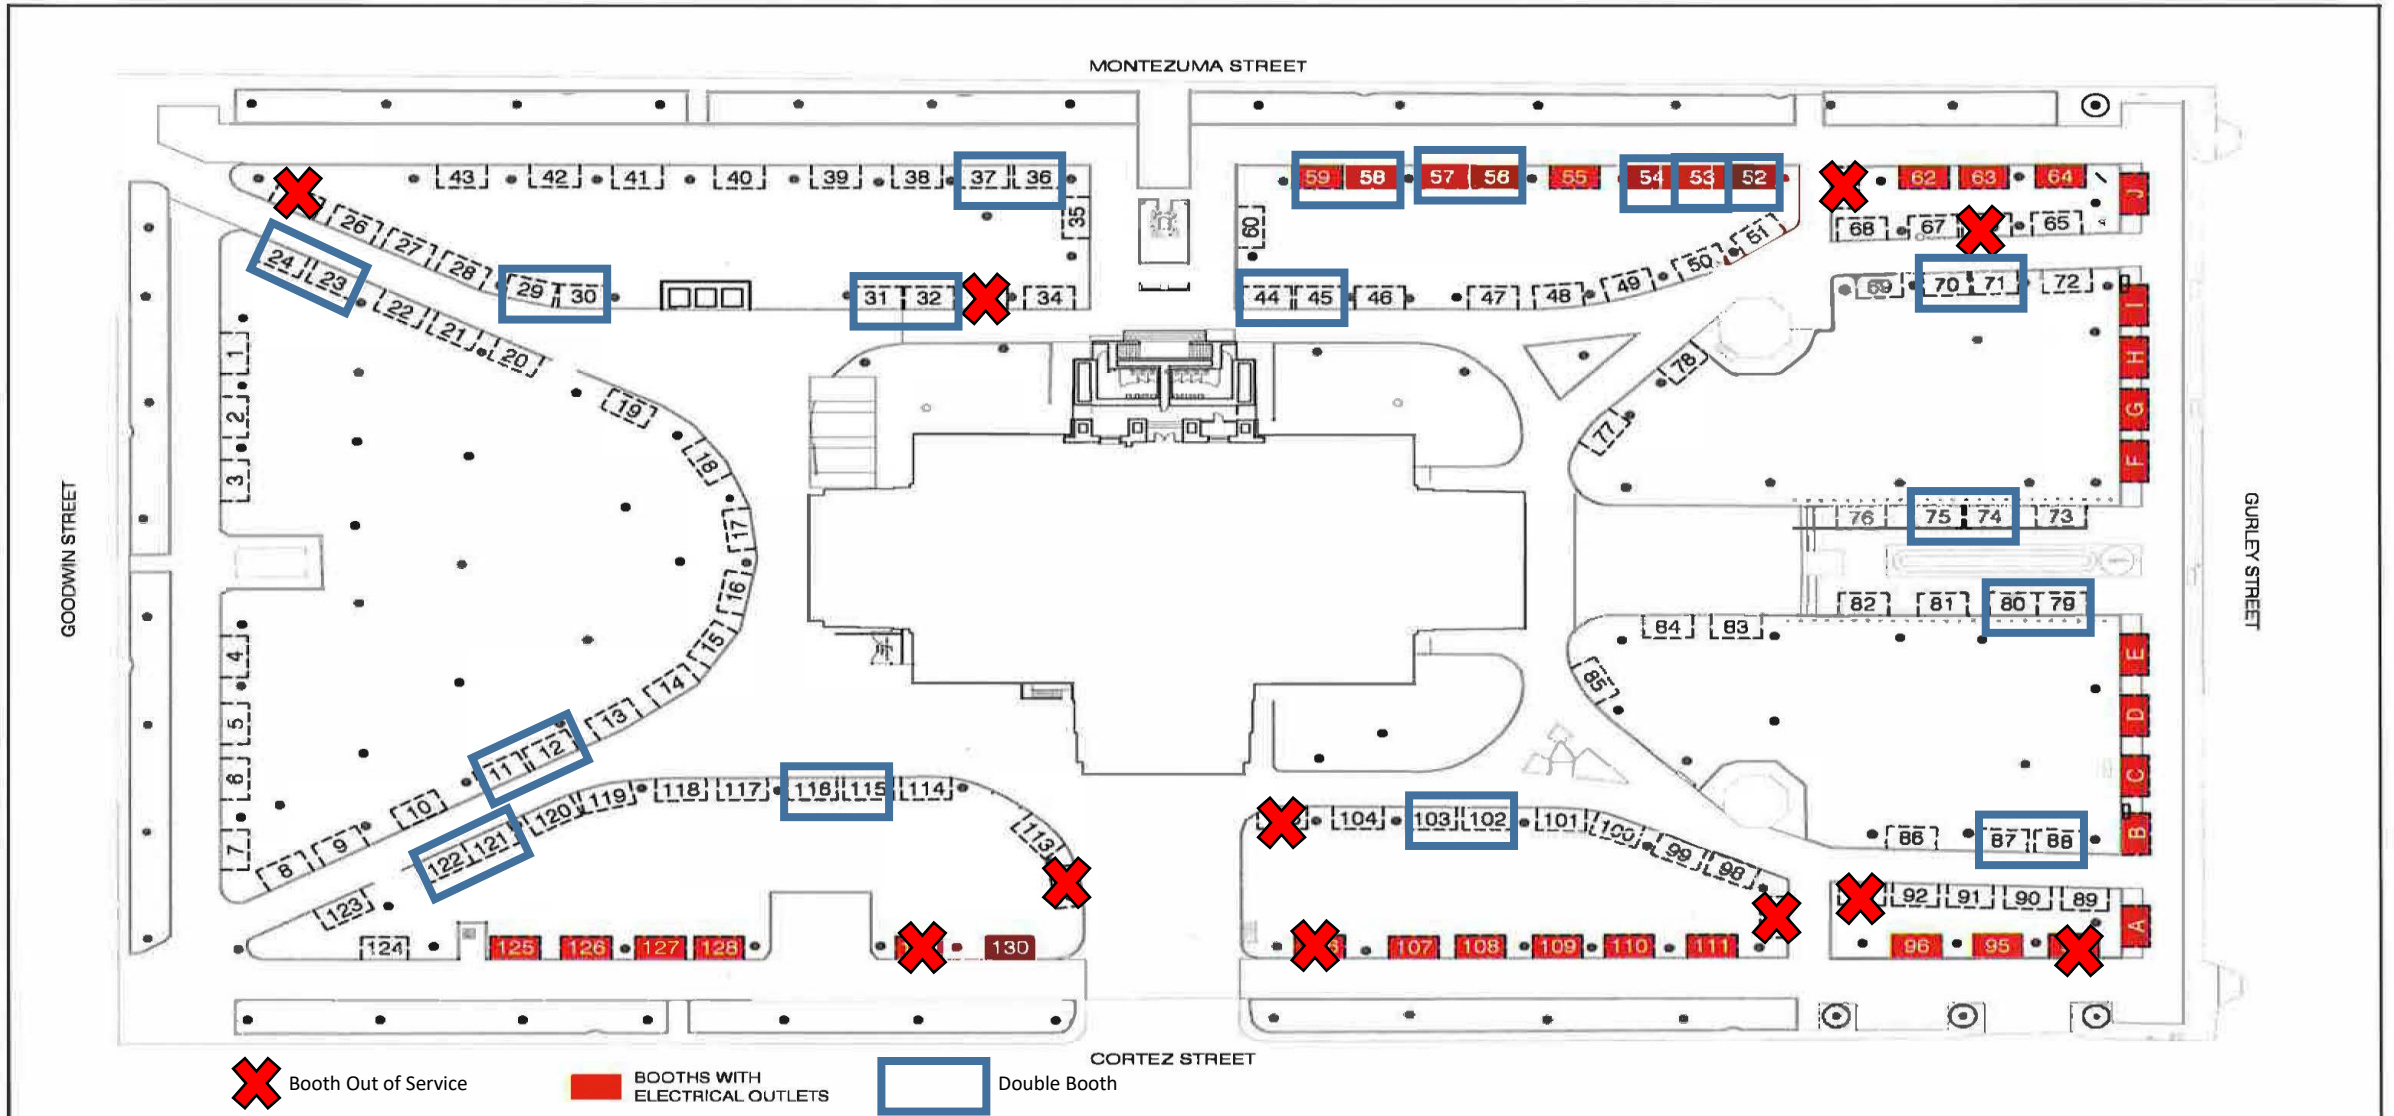 MONTEZUMA STREET
43 42 41 40 39 38 37 36
59 58 57 56 55 54 53 52
62 63 64
J
26 27 28 29 30 31 32 34 35
60 44 45 46 47 48 49 50 51
68 67 65
24 23 22 21 20 19 18 17 16 15 14 13 12 11 10 9 8
69 70 71 72
I
H
G
F
1
2
3
78
77
76 75 74 73
GOODWIN STREET
GURLEY STREET
82 81 80 79
84 83
85
4
5
6
7
E
D
C
B
86 87 88
122 121 120 119 118 117 116 115 114 113
104 103 102 101 100 99 98
92 91 90 89
A
123
124 125 126 127 128 130
107 108 109 110 111
96 95
CORTEZ STREET
Booth Out of Service
BOOTHS WITH
ELECTRICAL OUTLETS
Double Booth